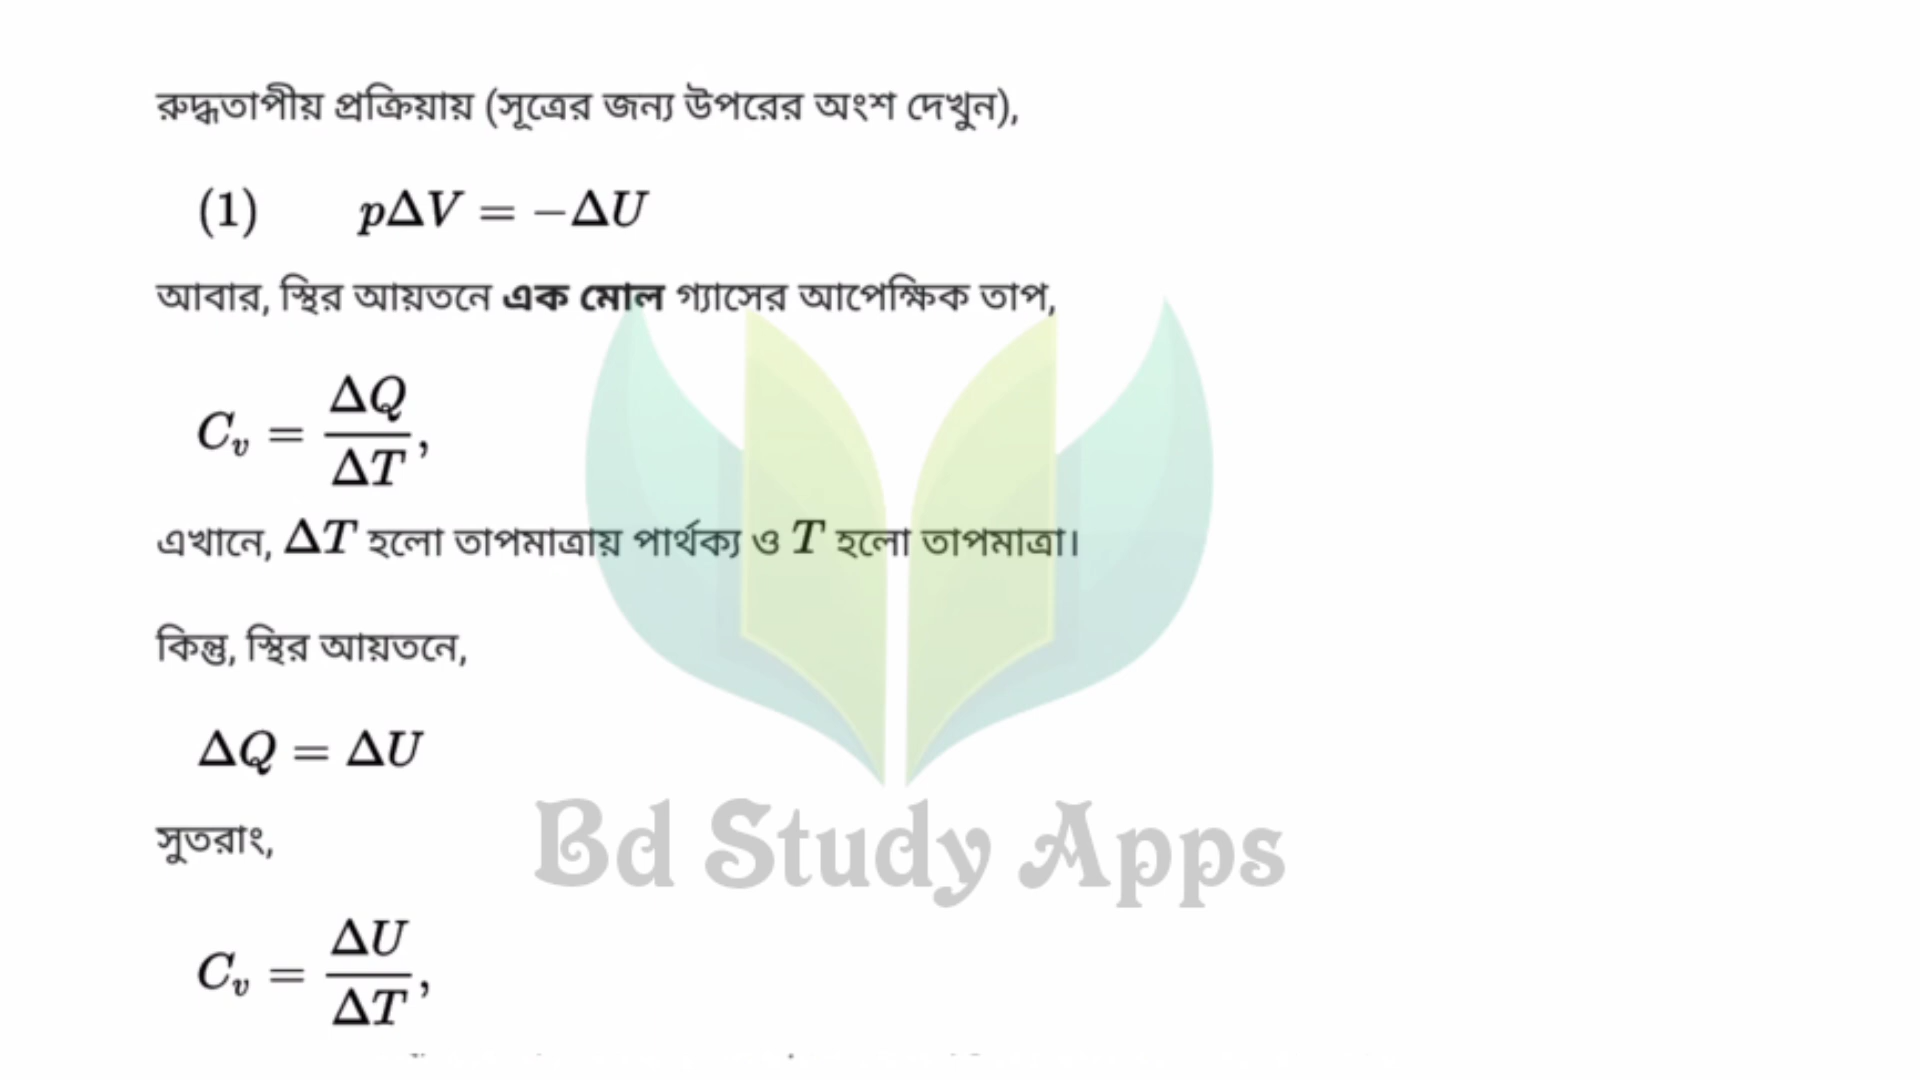 রুদ্ধতাপীয় প্রক্রিয়ায় (সূত্রের জন্য উপরের অংশ দেখুন),
(1) pΔV = −ΔU
আবার, স্থির আয়তনে এক মোল গ্যাসের আপেক্ষিক তাপ,
C_v = ΔQ/ΔT,
এখানে, ΔT হলো তাপমাত্রায় পার্থক্য ও T হলো তাপমাত্রা।
কিন্তু, স্থির আয়তনে,
ΔQ = ΔU
সুতরাং,
Bd Study Apps
C_v = ΔU/ΔT,